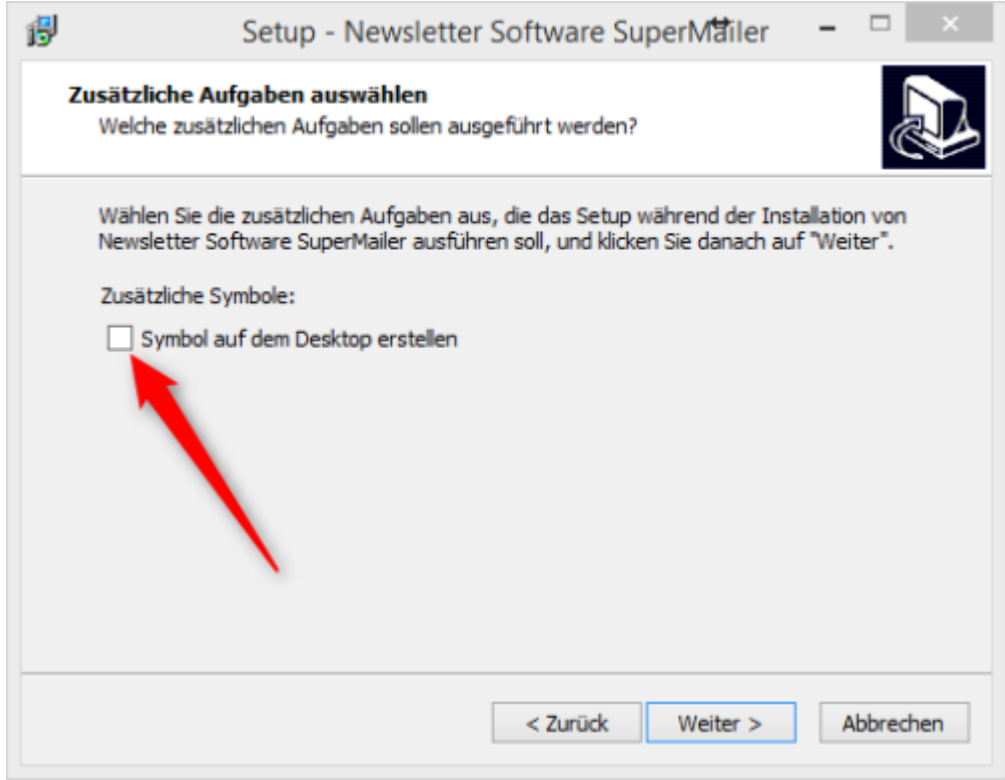 Setup - Newsletter Software SuperMailer
Zusätzliche Aufgaben auswählen
Welche zusätzlichen Aufgaben sollen ausgeführt werden?
Wählen Sie die zusätzlichen Aufgaben aus, die das Setup während der Installation von
Newsletter Software SuperMailer ausführen soll, und klicken Sie danach auf "Weiter".
Zusätzliche Symbole:
Symbol auf dem Desktop erstellen
< Zurück
Weiter >
Abbrechen